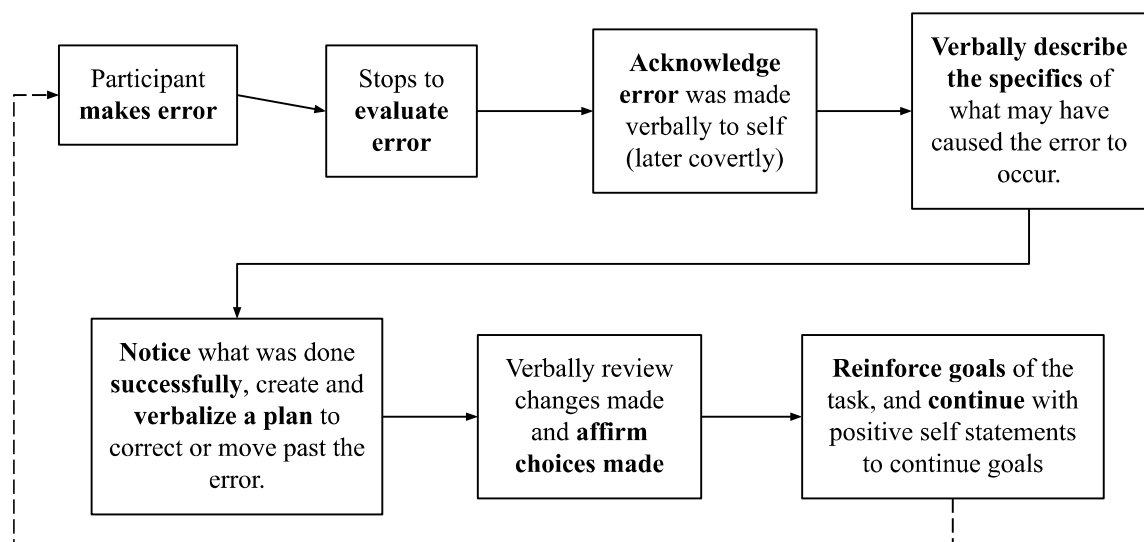 Participant
makes error
Stops to
evaluate
error
Acknowledge
error was made
verbally to self
(later covertly)
Verbally describe
the specifics of
what may have
caused the error to
occur.
Notice what was done
successfully, create and
verbalize a plan to
correct or move past the
error.
Verbally review
changes made
and affirm
choices made
Reinforce goals of the
task, and continue with
positive self statements
to continue goals